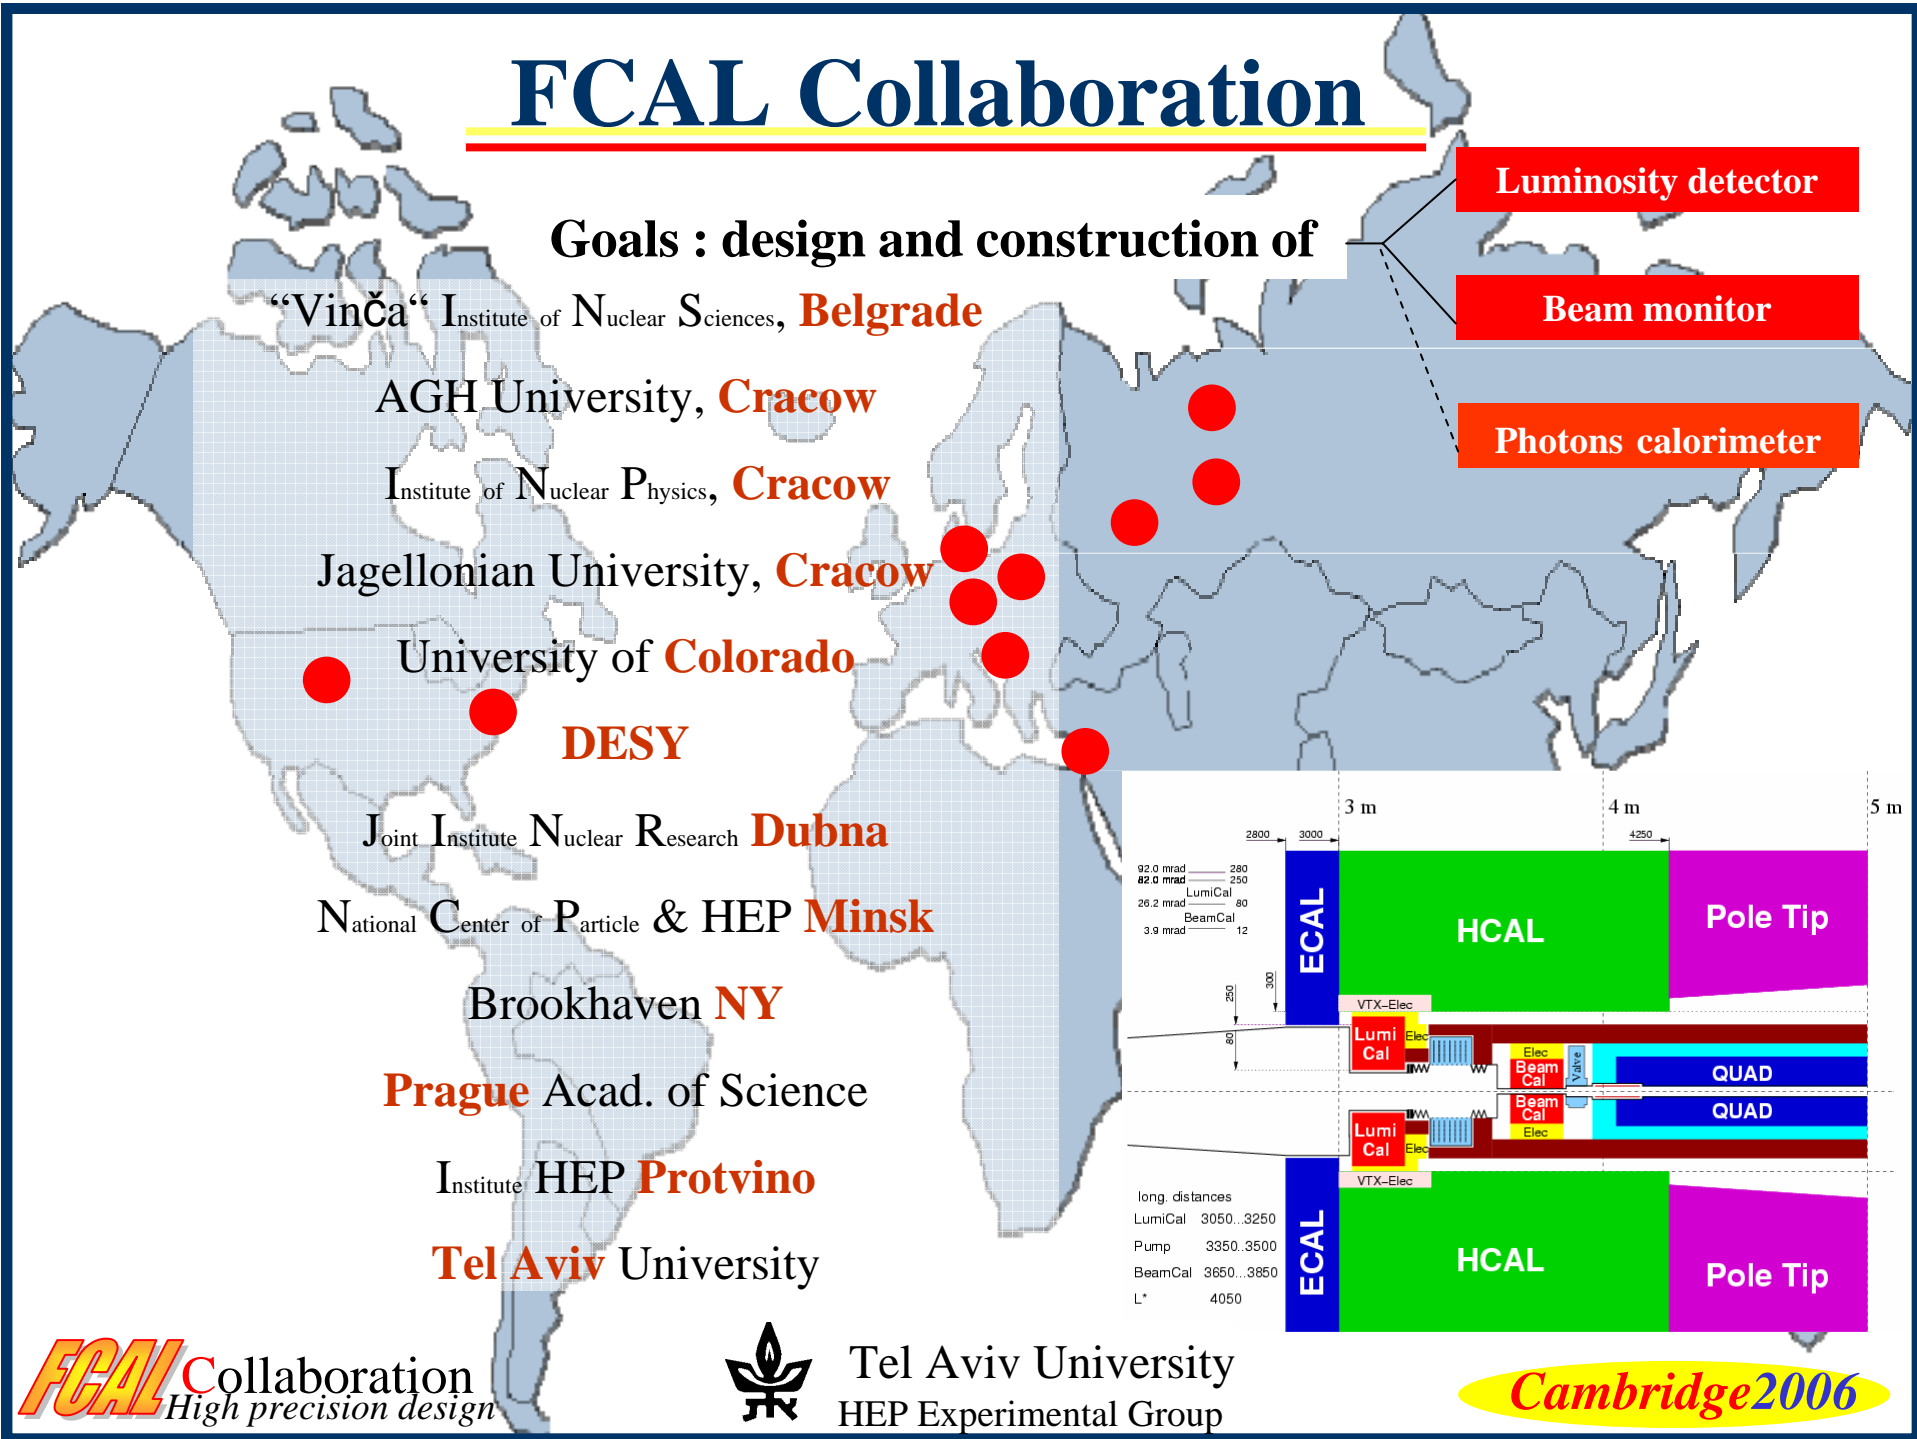 FCAL Collaboration
Goals : design and construction of
Luminosity detector
Beam monitor
Photons calorimeter
“Vinča“ Institute of Nuclear Sciences, Belgrade
AGH University, Cracow
Institute of Nuclear Physics, Cracow
Jagellonian University, Cracow
University of Colorado
DESY
Joint Institute Nuclear Research Dubna
National Center of Particle & HEP Minsk
Brookhaven NY
Prague Acad. of Science
Institute HEP Protvino
Tel Aviv University
3 m 4 m 5 m
2800 3000 4250
92.0 mrad 280
82.0 mrad 250
LumiCal
26.2 mrad 80
BeamCal
3.9 mrad 12
ECAL
HCAL
Pole Tip
300
250
80
VTX-Elec
Lumi
Cal
Elec
Elec
Beam
Cal
Valve
QUAD
QUAD
Beam
Cal
Elec
Lumi
Cal
Elec
VTX-Elec
long. distances
LumiCal 3050...3250
Pump 3350..3500
BeamCal 3650...3850
L* 4050
ECAL
HCAL
Pole Tip
FCAL Collaboration
High precision design
Tel Aviv University
HEP Experimental Group
Cambridge2006